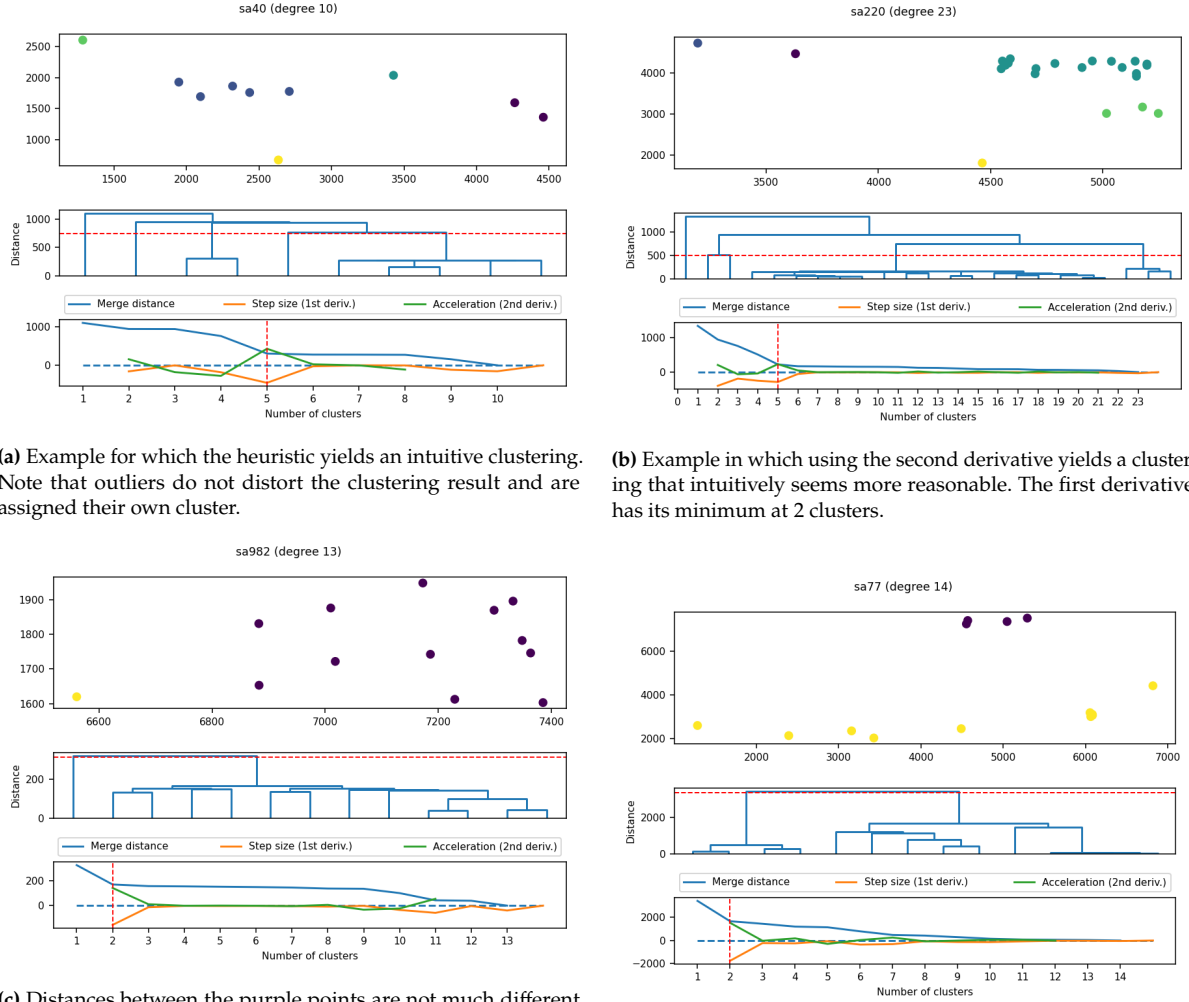 sa40 (degree 10)
2500
2000
1500
1000
1500 2000 2500 3000 3500 4000 4500
1000
500
0
Distance
Merge distance Step size (1st deriv.) Acceleration (2nd deriv.)
1000
0
1 2 3 4 5 6 7 8 9 10
Number of clusters
(a) Example for which the heuristic yields an intuitive clustering.
Note that outliers do not distort the clustering result and are
assigned their own cluster.
sa220 (degree 23)
4000
3000
2000
3500 4000 4500 5000
1000
500
0
Distance
Merge distance Step size (1st deriv.) Acceleration (2nd deriv.)
1000
0
0 1 2 3 4 5 6 7 8 9 10 11 12 13 14 15 16 17 18 19 20 21 22 23
Number of clusters
(b) Example in which using the second derivative yields a cluster
ing that intuitively seems more reasonable. The first derivative
has its minimum at 2 clusters.
sa982 (degree 13)
1900
1800
1700
1600
6600 6800 7000 7200 7400
200
0
Distance
Merge distance Step size (1st deriv.) Acceleration (2nd deriv.)
200
0
1 2 3 4 5 6 7 8 9 10 11 12 13
Number of clusters
(c) Distances between the purple points are not much different
sa77 (degree 14)
6000
4000
2000
2000 3000 4000 5000 6000 7000
2000
0
Distance
Merge distance Step size (1st deriv.) Acceleration (2nd deriv.)
2000
0
−2000
1 2 3 4 5 6 7 8 9 10 11 12 13 14
Number of clusters